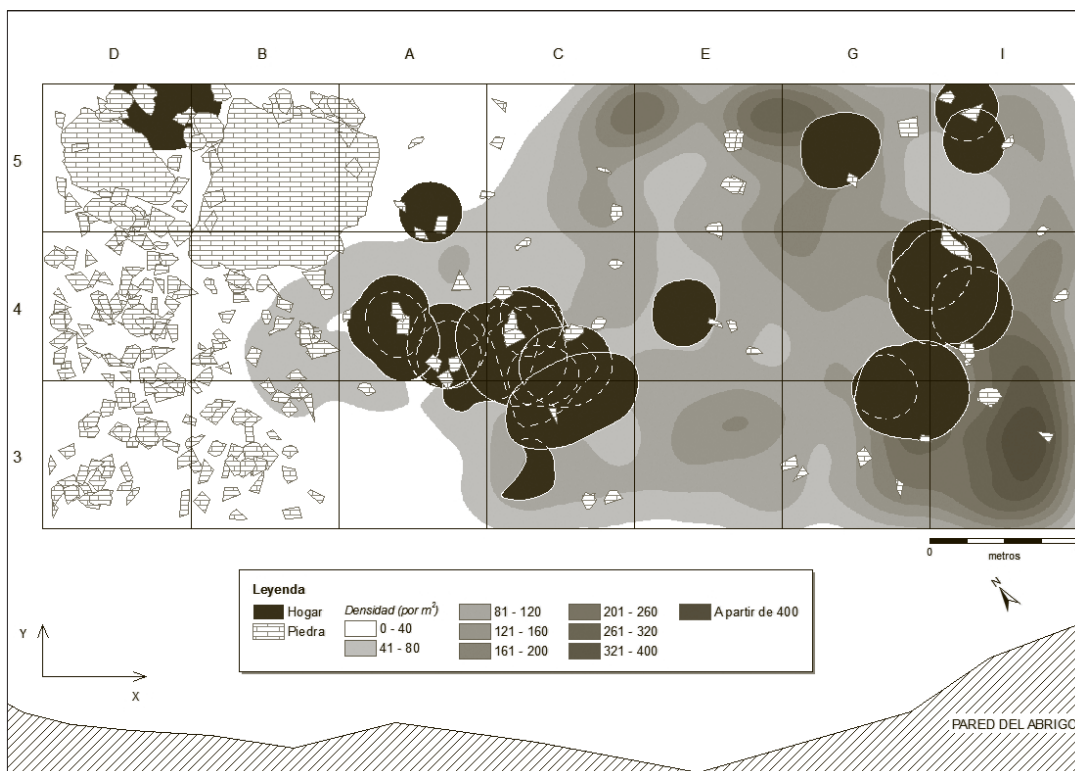 D B A C E G I
5
4
3
0
metros
N
Leyenda
Hogar
Piedra
Densidad (por m²)
0 - 40
41 - 80
81 - 120
121 - 160
161 - 200
201 - 260
261 - 320
321 - 400
A partir de 400
Y
X
PARED DEL ABRIGO